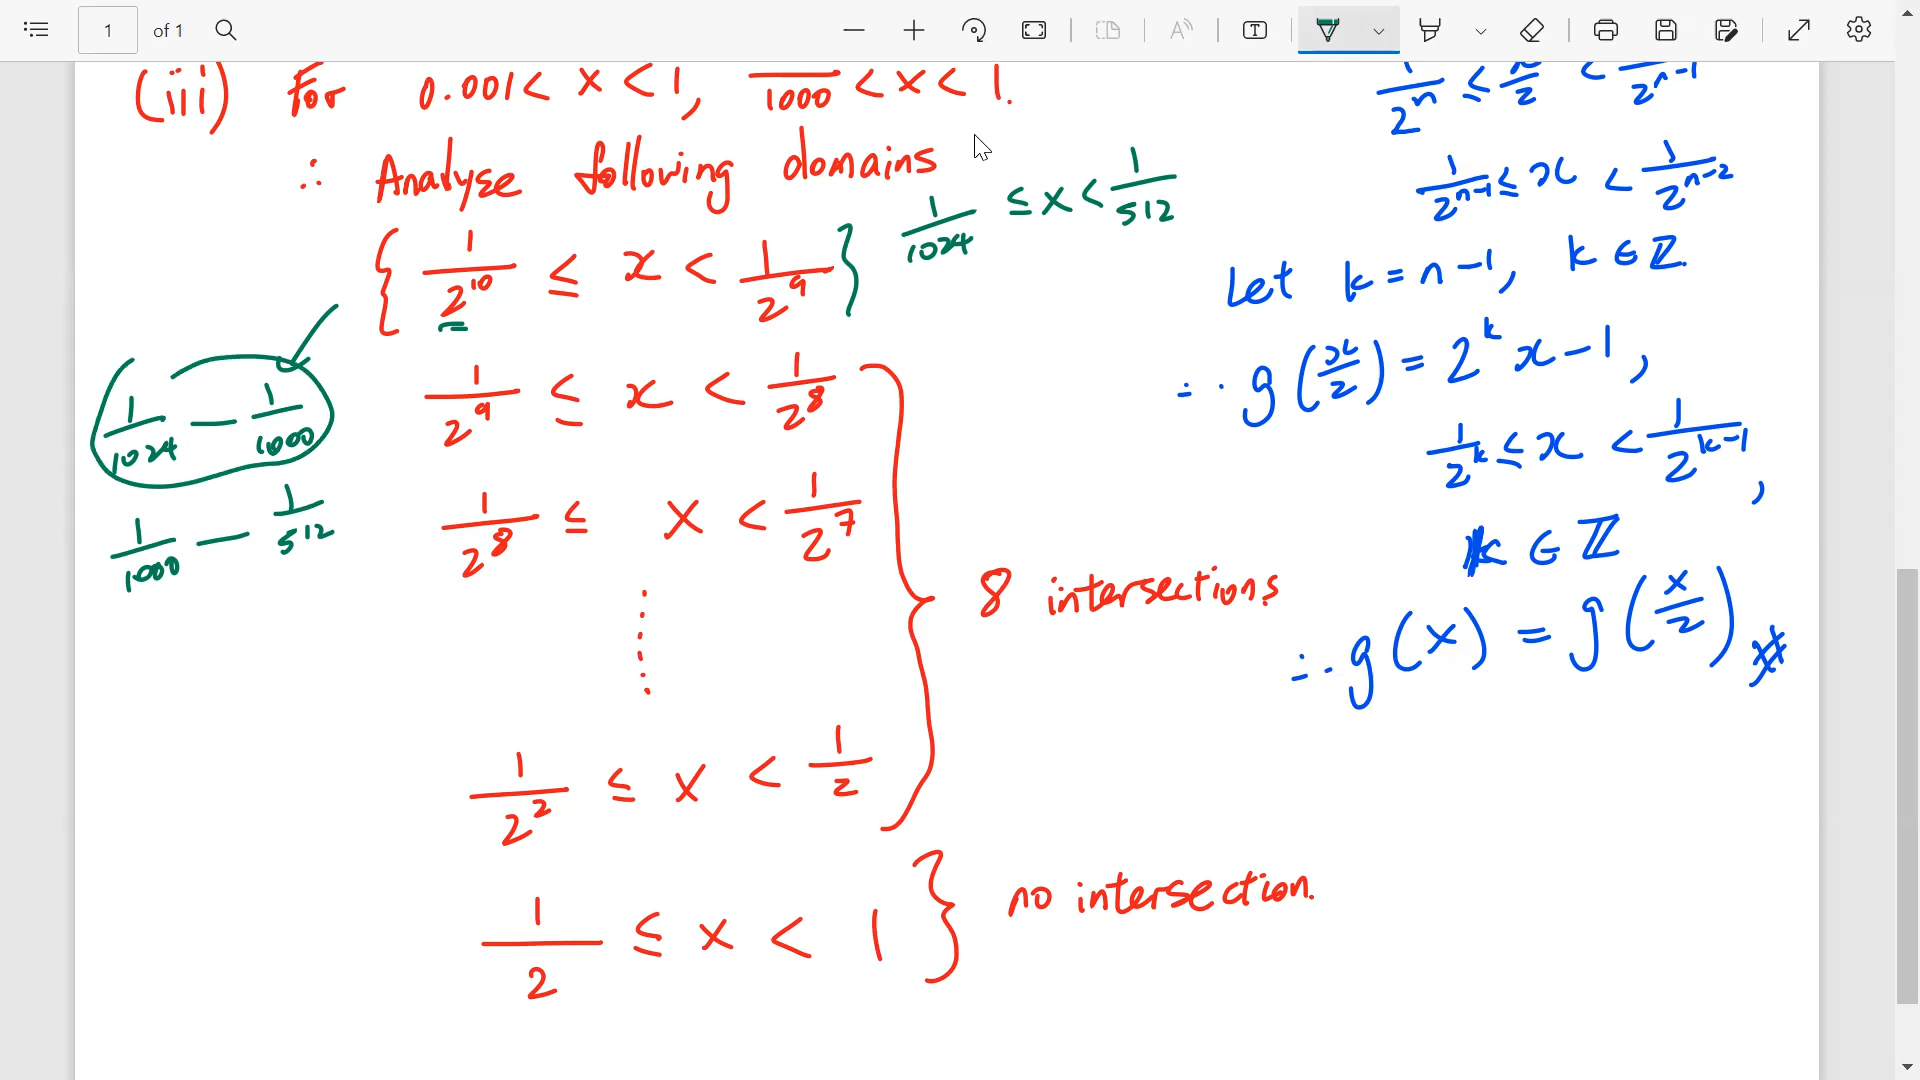 1 of 1
(iii) For 0.001 < x < 1, /1000 < x < 1.
∴ Analyse following domains
{ 1/2^10 ≤ x < 1/2^9 } 1/1024 ≤ x < 1/512
1/1024 — 1/1000
1/2^9 ≤ x < 1/2^8
1/1000 — 1/512
1/2^8 ≤ x < 1/2^7
} 8 intersections
1/2^2 ≤ x < 1/2
1/2 ≤ x < 1 } no intersection.
1/2^n ≤ x/2 < 1/2^(n-1)
1/2^(n-1) ≤ x < 1/2^(n-2)
Let k = n-1, k ∈ ℤ.
∴ g(x/2) = 2^k x - 1,
1/2^k ≤ x < 1/2^(k-1),
k ∈ ℤ
∴ g(x) = g(x/2) #